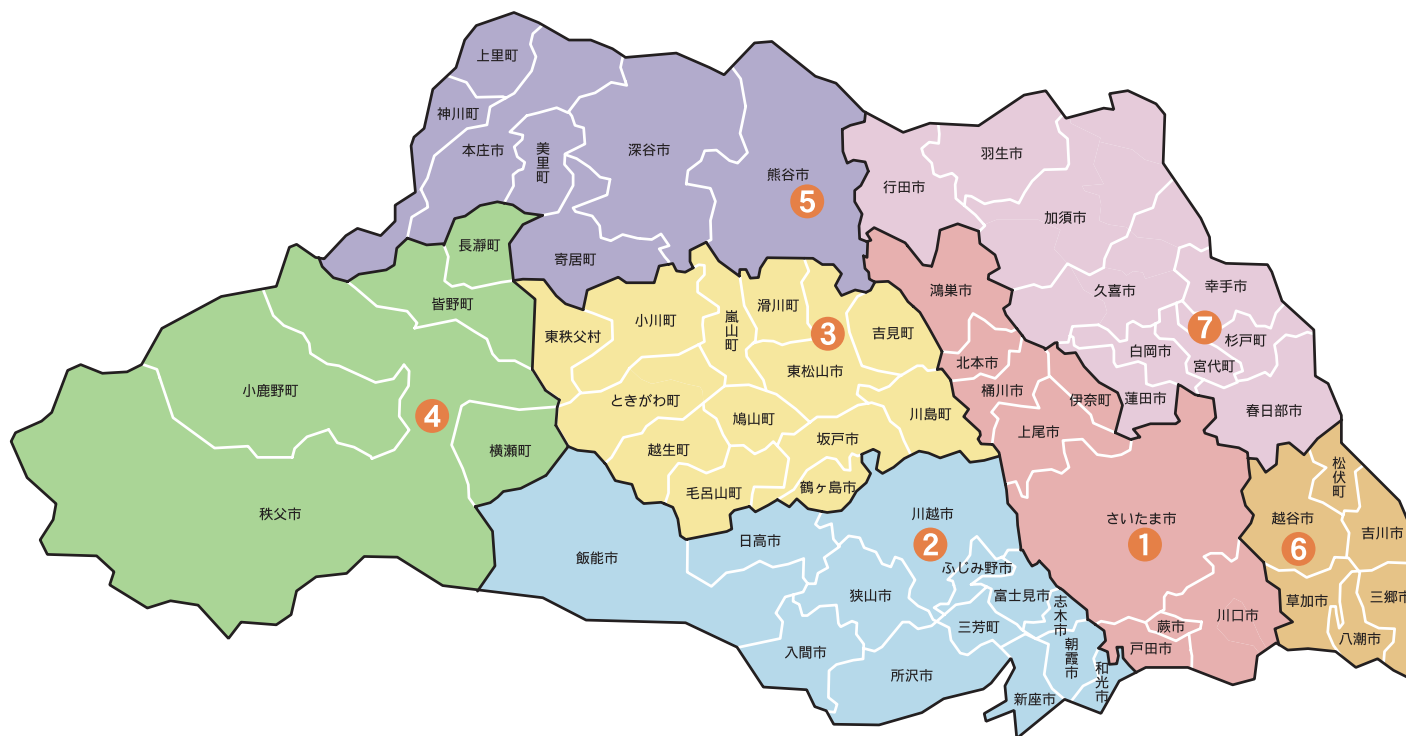 上里町
神川町
本庄市
美里町
深谷市
熊谷市
5
寄居町
長瀞町
皆野町
小鹿野町
4
横瀬町
秩父市
東秩父村
小川町
嵐山町
滑川町
3
吉見町
東松山市
ときがわ町
鳩山町
川島町
越生町
坂戸市
毛呂山町
鶴ヶ島市
行田市
羽生市
加須市
久喜市
幸手市
7
杉戸町
白岡市
宮代町
蓮田市
春日部市
鴻巣市
北本市
桶川市
伊奈町
上尾市
さいたま市
1
川口市
蕨市
戸田市
飯能市
日高市
川越市
2
ふじみ野市
富士見市
志木市
狭山市
三芳町
入間市
所沢市
朝霞市
和光市
新座市
松伏町
越谷市
6
吉川市
草加市
三郷市
八潮市